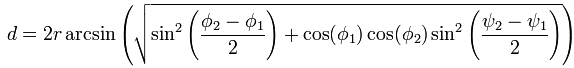 d = 2r arcsin(√(sin²((ϕ₂ − ϕ₁)/2) + cos(ϕ₁) cos(ϕ₂) sin²((ψ₂ − ψ₁)/2)))